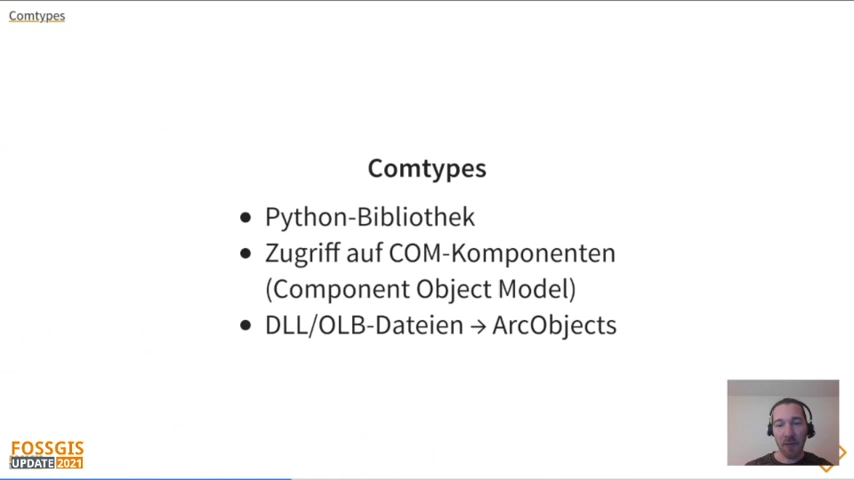 Comtypes
Comtypes
Python-Bibliothek
Zugriff auf COM-Komponenten
(Component Object Model)
DLL/OLB-Dateien → ArcObjects
FOSSGIS
UPDATE 2021